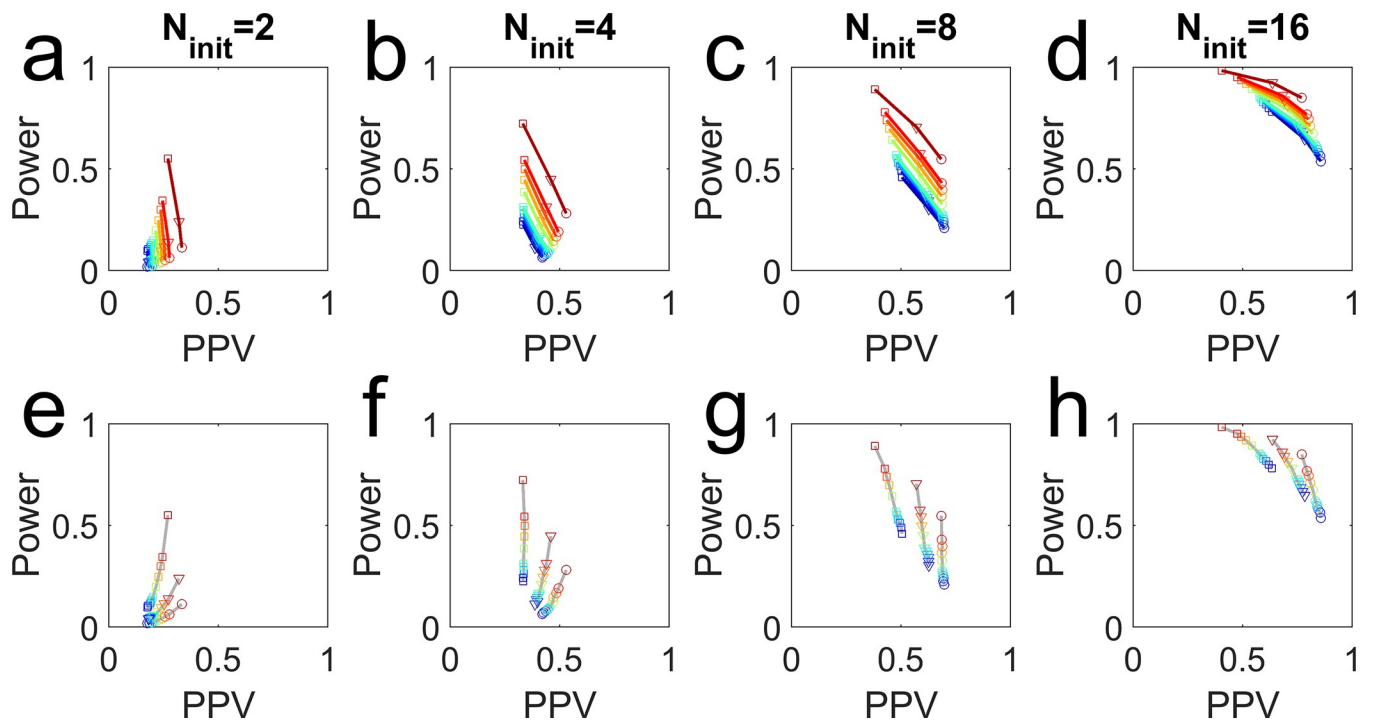 N_init=2 N_init=4 N_init=8 N_init=16
a b c d
1 1 1 1
Power Power Power Power
0.5 0.5 0.5 0.5
0 0 0 0
0 0.5 1 0 0.5 1 0 0.5 1 0 0.5 1
PPV PPV PPV PPV
e f g h
1 1 1 1
Power Power Power Power
0.5 0.5 0.5 0.5
0 0 0 0
0 0.5 1 0 0.5 1 0 0.5 1 0 0.5 1
PPV PPV PPV PPV